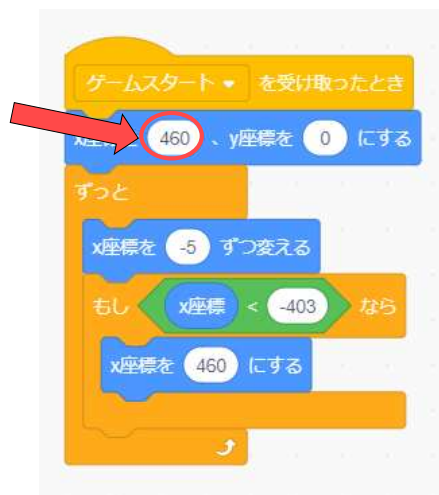 ゲームスタート を受け取ったとき
460 、y座標を 0 にする
ずっと
x座標を -5 ずつ変える
もし x座標 < -403 なら
x座標を 460 にする